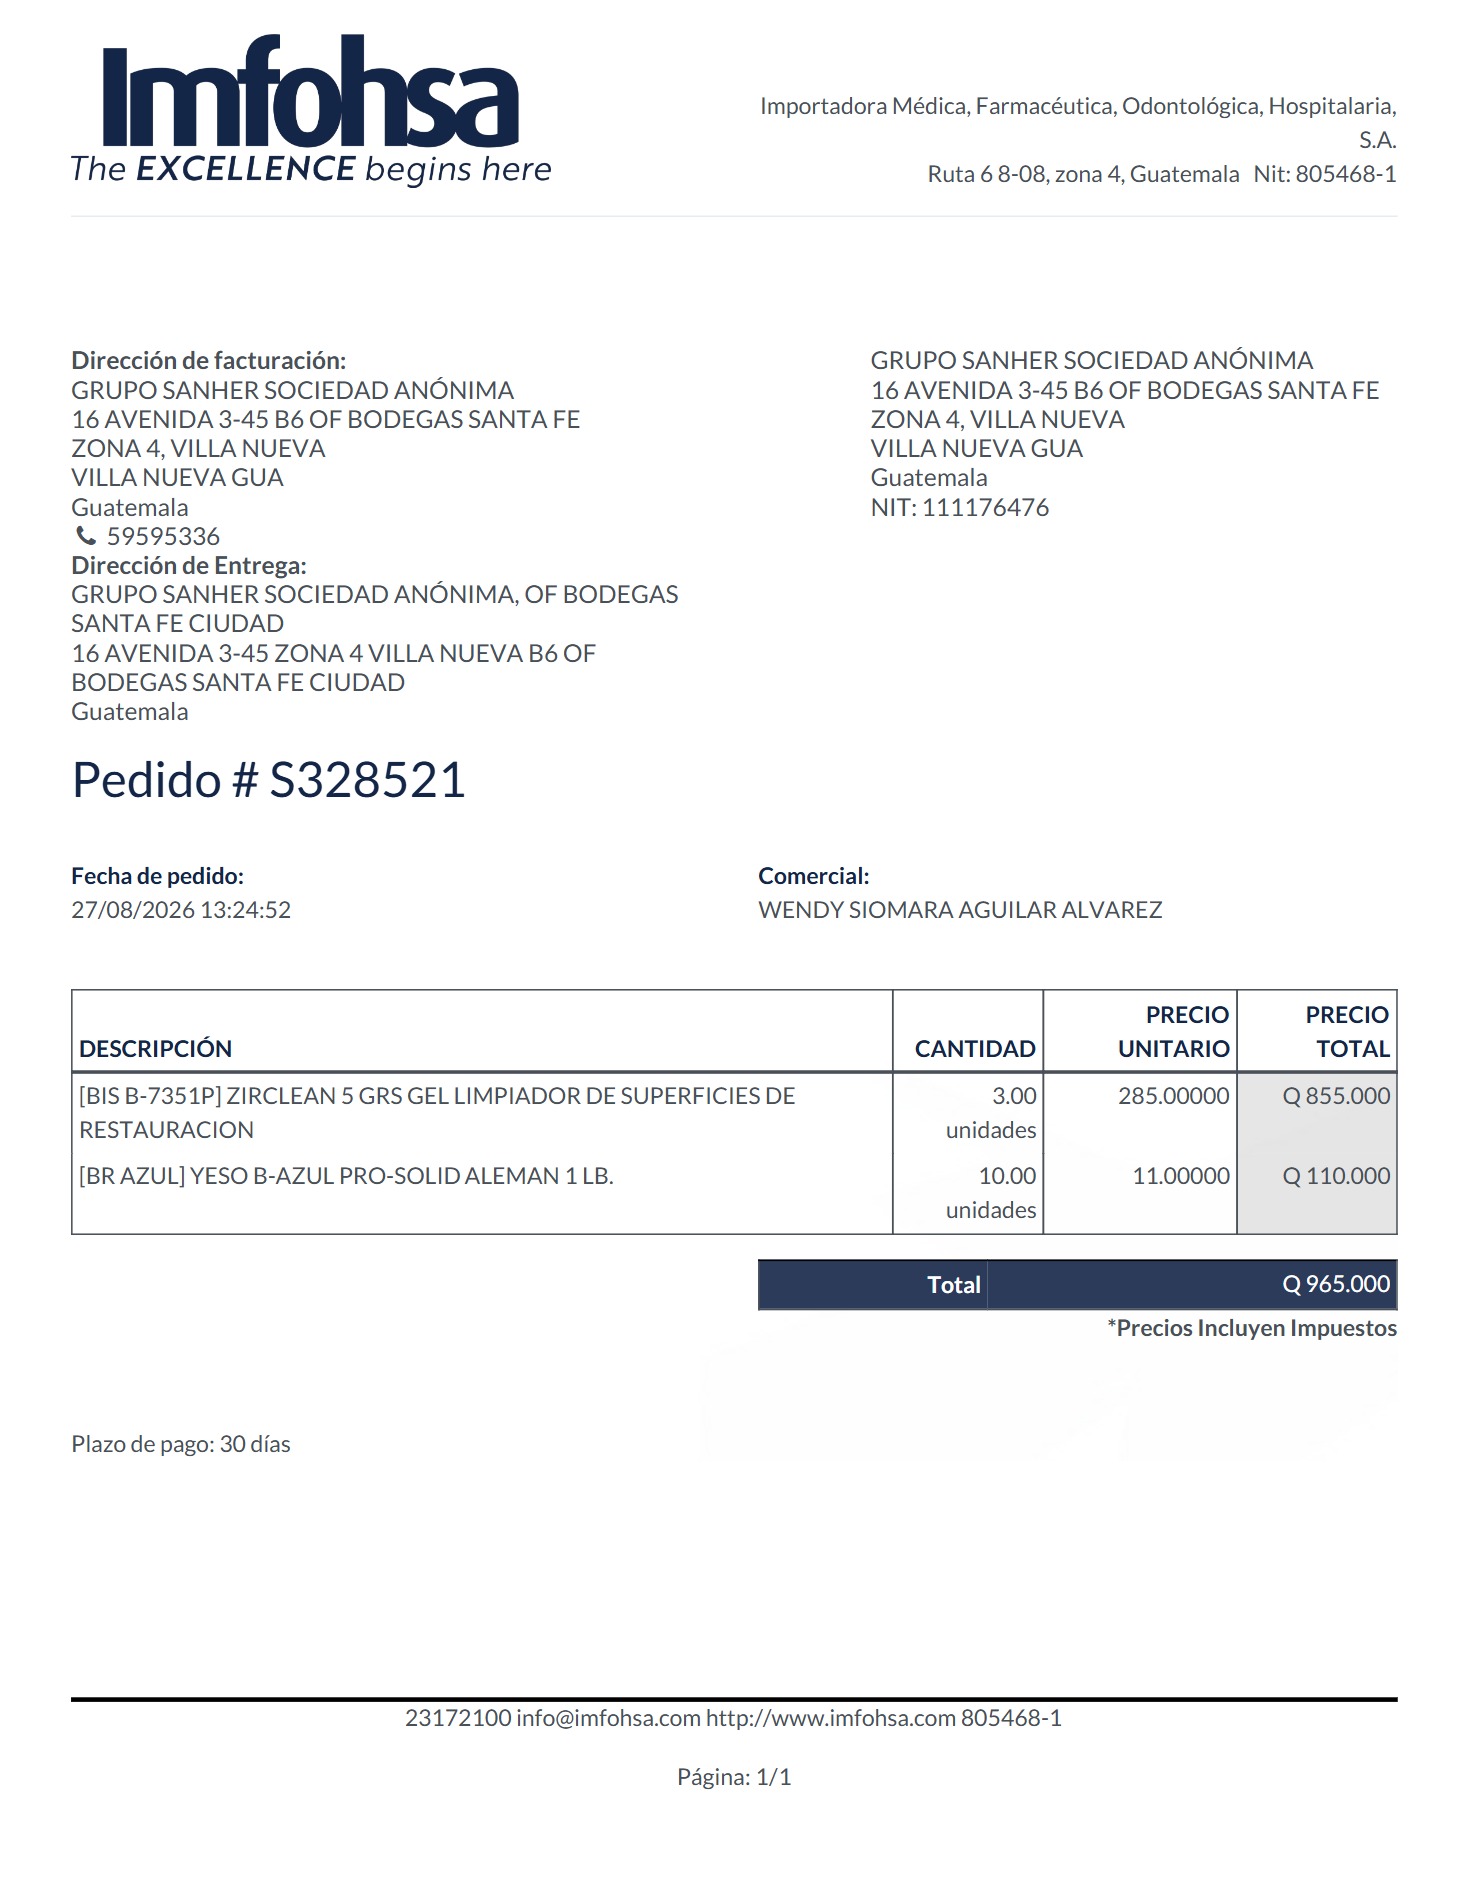 Imfohsa
The EXCELLENCE begins here
Importadora Médica, Farmacéutica, Odontológica, Hospitalaria,
S.A.
Ruta 6 8-08, zona 4, Guatemala Nit: 805468-1
Dirección de facturación:
GRUPO SANHER SOCIEDAD ANÓNIMA
16 AVENIDA 3-45 B6 OF BODEGAS SANTA FE
ZONA 4, VILLA NUEVA
VILLA NUEVA GUA
Guatemala
59595336
Dirección de Entrega:
GRUPO SANHER SOCIEDAD ANÓNIMA, OF BODEGAS
SANTA FE CIUDAD
16 AVENIDA 3-45 ZONA 4 VILLA NUEVA B6 OF
BODEGAS SANTA FE CIUDAD
Guatemala
GRUPO SANHER SOCIEDAD ANÓNIMA
16 AVENIDA 3-45 B6 OF BODEGAS SANTA FE
ZONA 4, VILLA NUEVA
VILLA NUEVA GUA
Guatemala
NIT: 111176476
Pedido # S328521
Fecha de pedido:
27/08/2026 13:24:52
Comercial:
WENDY SIOMARA AGUILAR ALVAREZ
DESCRIPCIÓN CANTIDAD PRECIO UNITARIO PRECIO TOTAL
[BIS B-7351P] ZIRCLEAN 5 GRS GEL LIMPIADOR DE SUPERFICIES DE 3.00 285.00000 Q 855.000
RESTAURACION unidades
[BR AZUL] YESO B-AZUL PRO-SOLID ALEMAN 1 LB. 10.00 11.00000 Q 110.000
unidades
Total Q 965.000
*Precios Incluyen Impuestos
Plazo de pago: 30 días
23172100 info@imfohsa.com http://www.imfohsa.com 805468-1
Página: 1/1